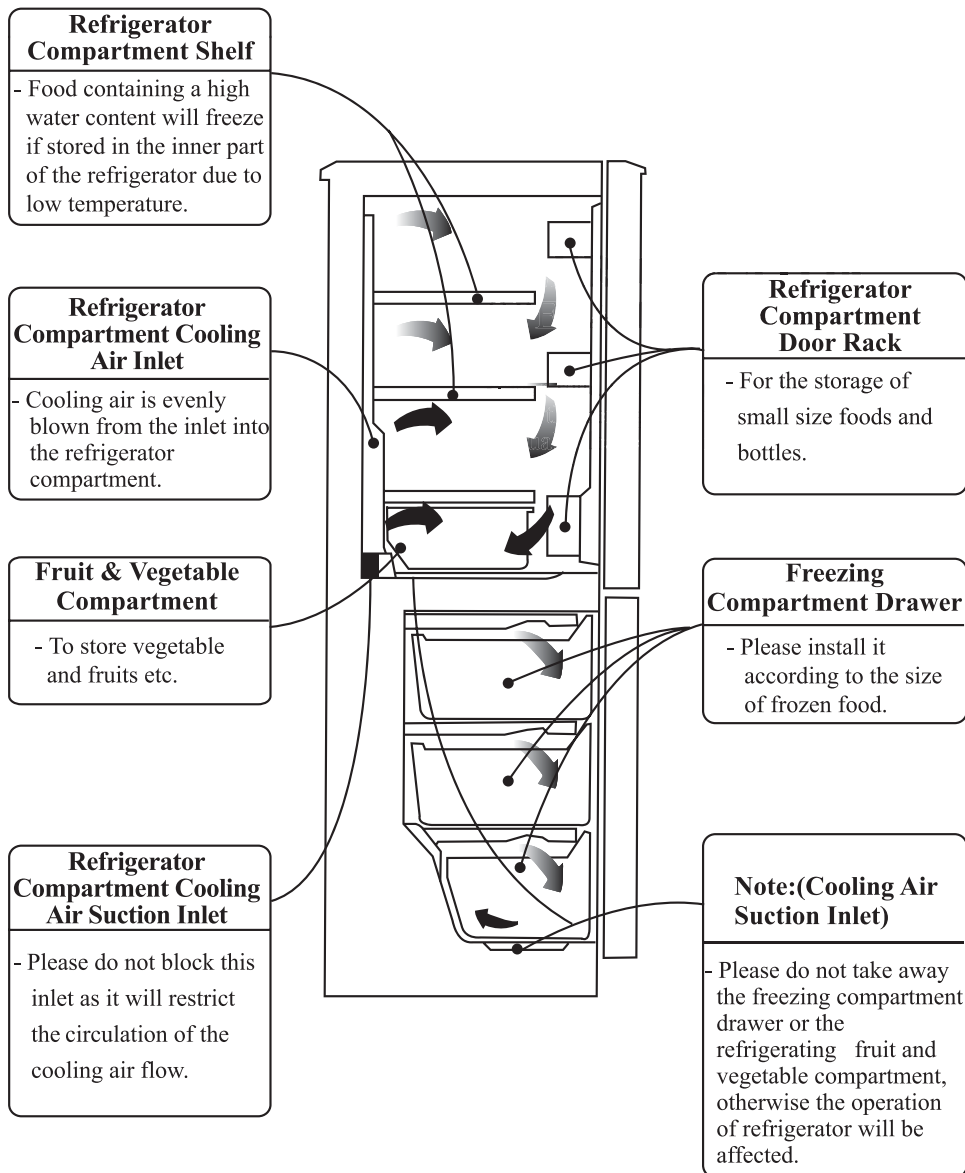 Refrigerator
Compartment Shelf
- Food containing a high
water content will freeze
if stored in the inner part
of the refrigerator due to
low temperature.
Refrigerator
Compartment Cooling
Air Inlet
- Cooling air is evenly
blown from the inlet into
the refrigerator
compartment.
Fruit & Vegetable
Compartment
- To store vegetable
and fruits etc.
Refrigerator
Compartment Cooling
Air Suction Inlet
- Please do not block this
inlet as it will restrict
the circulation of the
cooling air flow.
Refrigerator
Compartment
Door Rack
- For the storage of
small size foods and
bottles.
Freezing
Compartment Drawer
- Please install it
according to the size
of frozen food.
Note:(Cooling Air
Suction Inlet)
- Please do not take away
the freezing compartment
drawer or the
refrigerating fruit and
vegetable compartment,
otherwise the operation
of refrigerator will be
affected.